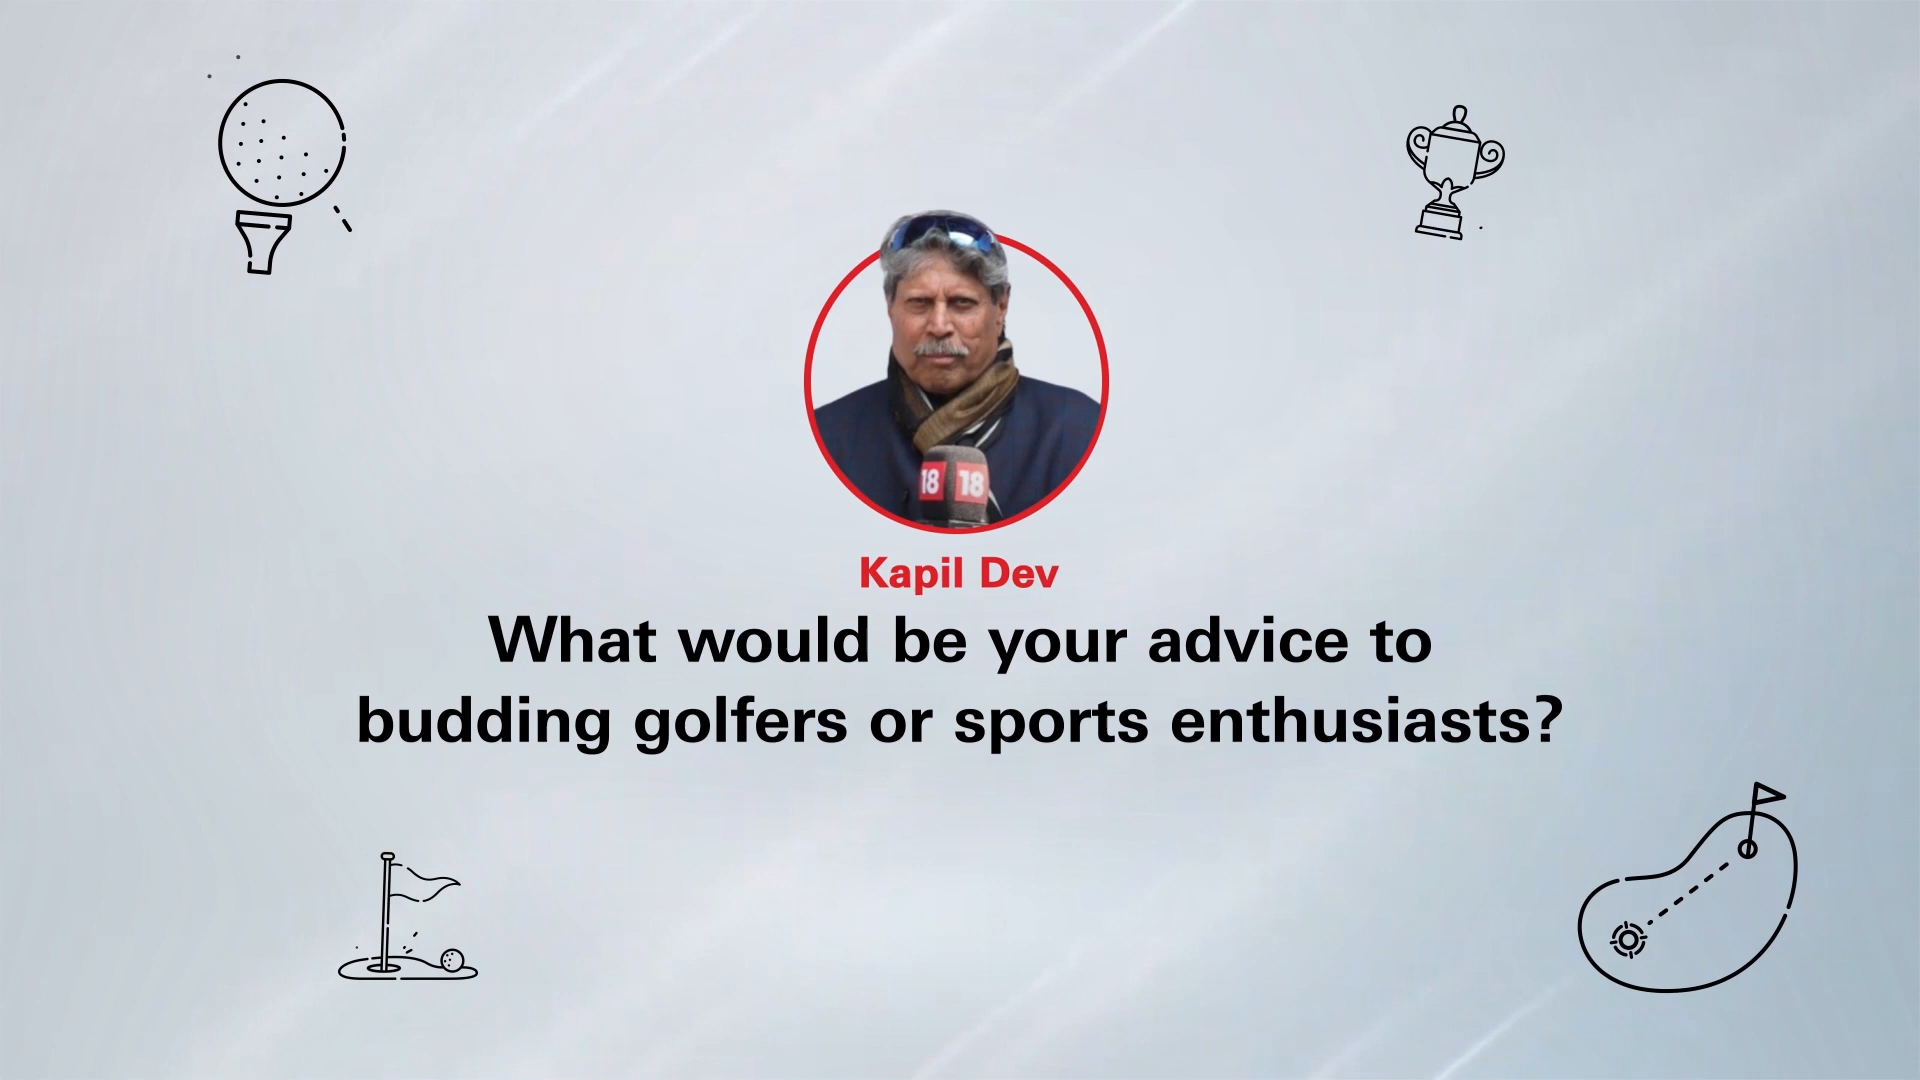 18 18
Kapil Dev
What would be your advice to
budding golfers or sports enthusiasts?